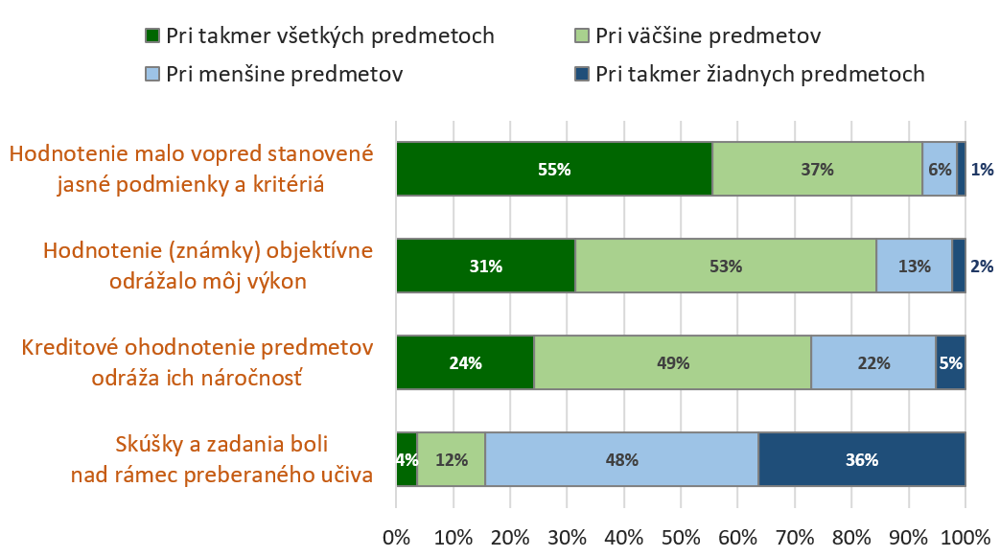 Pri takmer všetkých predmetoch
Pri väčšine predmetov
Pri menšine predmetov
Pri takmer žiadnych predmetoch
Hodnotenie malo vopred stanovené
jasné podmienky a kritériá
55%
37%
6%
1%
Hodnotenie (známky) objektívne
odrážalo môj výkon
31%
53%
13%
2%
Kreditové ohodnotenie predmetov
odráža ich náročnosť
24%
49%
22%
5%
Skúšky a zadania boli
nad rámec preberaného učiva
4%
12%
48%
36%
0%
10%
20%
30%
40%
50%
60%
70%
80%
90%
100%